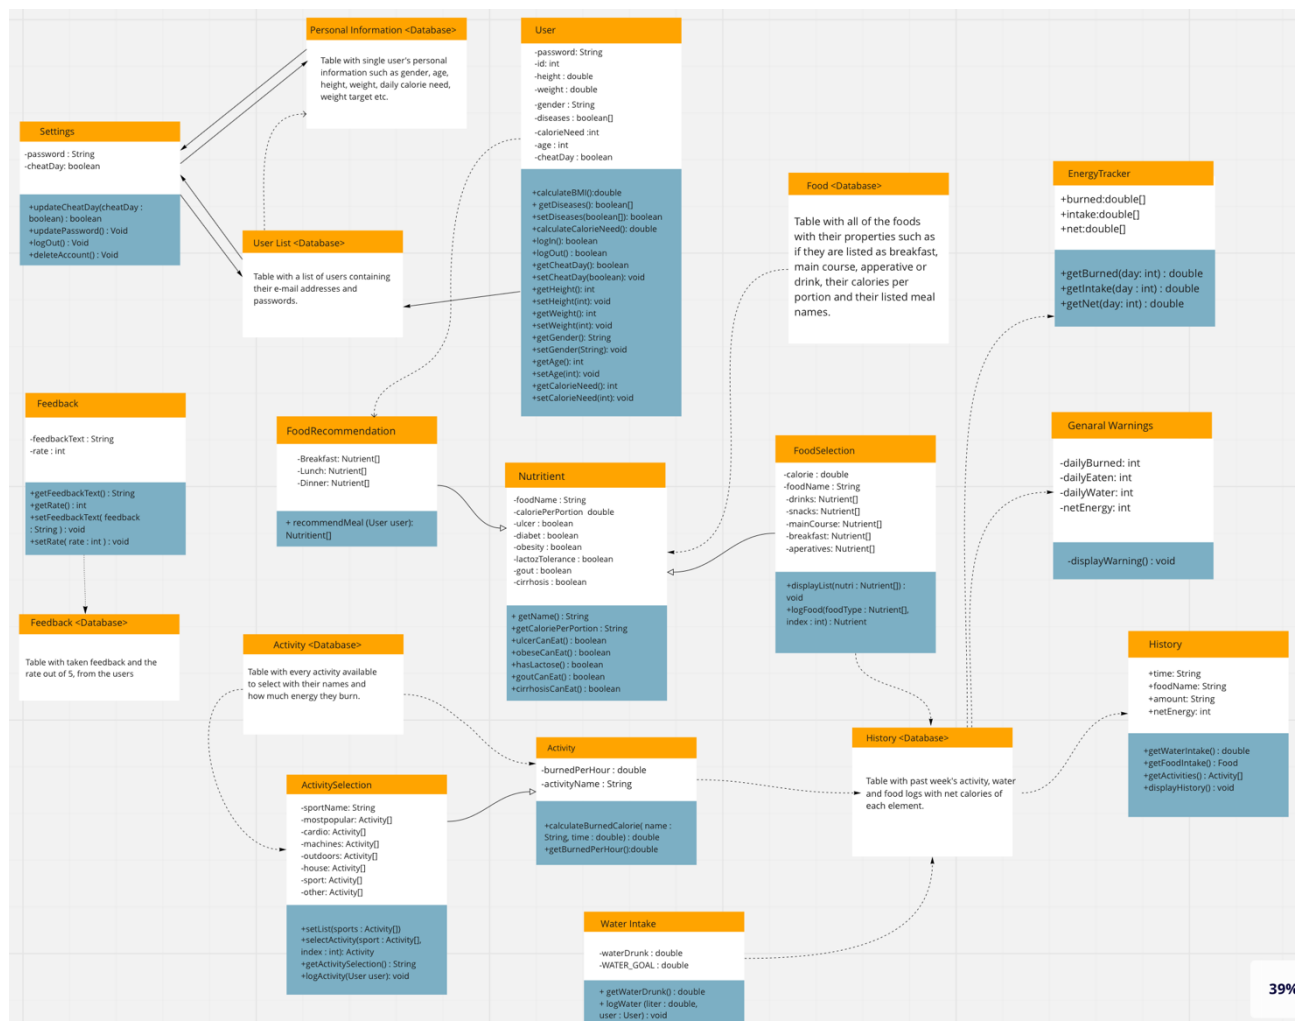 Personal Information <Database>
Table with single user's personal
information such as gender, age,
height, weight, daily calorie need,
weight target etc.
User
-password: String
-id: int
-height : double
-weight : double
-gender : String
-diseases : boolean[]
-calorieNeed :int
-age : int
-cheatDay : boolean
+calculateBMI():double
+ getDiseases(): boolean[]
+setDiseases(boolean[]): boolean
+calculateCalorieNeed(): double
+logIn(): boolean
+logOut() : boolean
+getCheatDay(): boolean
+setCheatDay(boolean): void
+getHeight(): int
+setHeight(int): void
+getWeight(): int
+setWeight(int): void
+getGender(): String
+setGender(String): void
+getAge(): int
+setAge(int): void
+getCalorieNeed(): int
+setCalorieNeed(int): void
Settings
-password : String
-cheatDay: boolean
+updateCheatDay(cheatDay :
boolean) : boolean
+updatePassword() : Void
+logOut() : Void
+deleteAccount() : Void
User List <Database>
Table with a list of users containing
their e-mail addresses and
passwords.
Food <Database>
Table with all of the foods
with their properties such as
if they are listed as breakfast,
main course, apperative or
drink, their calories per
portion and their listed meal
names.
EnergyTracker
+burned:double[]
+intake:double[]
+net:double[]
+getBurned(day: int) : double
+getIntake(day : int) : double
+getNet(day: int) : double
Feedback
-feedbackText : String
-rate : int
+getFeedbackText() : String
+getRate() : int
+setFeedbackText( feedback
: String ) : void
+setRate( rate : int ) : void
FoodRecommendation
-Breakfast: Nutrient[]
-Lunch: Nutrient[]
-Dinner: Nutrient[]
+ recommendMeal (User user):
Nutritient[]
Nutritient
-foodName : String
-caloriePerPortion  double
-ulcer : boolean
-diabet : boolean
-obesity : boolean
-lactozTolerance : boolean
-gout : boolean
-cirrhosis : boolean
+ getName() : String
+getCaloriePerPortion : String
+ulcerCanEat() : boolean
+obeseCanEat() : boolean
+hasLactose() : boolean
+goutCanEat() : boolean
+cirrhosisCanEat() : boolean
FoodSelection
-calorie : double
-foodName : String
-drinks: Nutrient[]
-snacks: Nutrient[]
-mainCourse: Nutrient[]
-breakfast: Nutrient[]
-aperatives: Nutrient[]
+displayList(nutri : Nutrient[]) :
void
+logFood(foodType : Nutrient[],
index : int) : Nutrient
Genaral Warnings
-dailyBurned: int
-dailyEaten: int
-dailyWater: int
-netEnergy: int
-displayWarning() : void
Feedback <Database>
Table with taken feedback and the
rate out of 5, from the users
Activity <Database>
Table with every activity available
to select with their names and
how much energy they burn.
History
+time: String
+foodName: String
+amount: String
+netEnergy: int
+getWaterIntake() : double
+getFoodIntake() : Food
+getActivities() : Activity[]
+displayHistory() : void
Activity
-burnedPerHour : double
-activityName : String
+calculateBurnedCalorie( name :
String, time : double) : double
+getBurnedPerHour():double
History <Database>
Table with past week's activity, water
and food logs with net calories of
each element.
ActivitySelection
-sportName: String
-mostpopular: Activity[]
-cardio: Activity[]
-machines: Activity[]
-outdoors: Activity[]
-house: Activity[]
-sport: Activity[]
-other: Activity[]
+setList(sports : Activity[])
+selectActivity(sport : Activity[],
index : int): Activity
+getActivitySelection() : String
+logActivity(User user): void
Water Intake
-waterDrunk : double
-WATER_GOAL : double
+ getWaterDrunk() : double
+ logWater (liter : double,
user : User) : void
39%